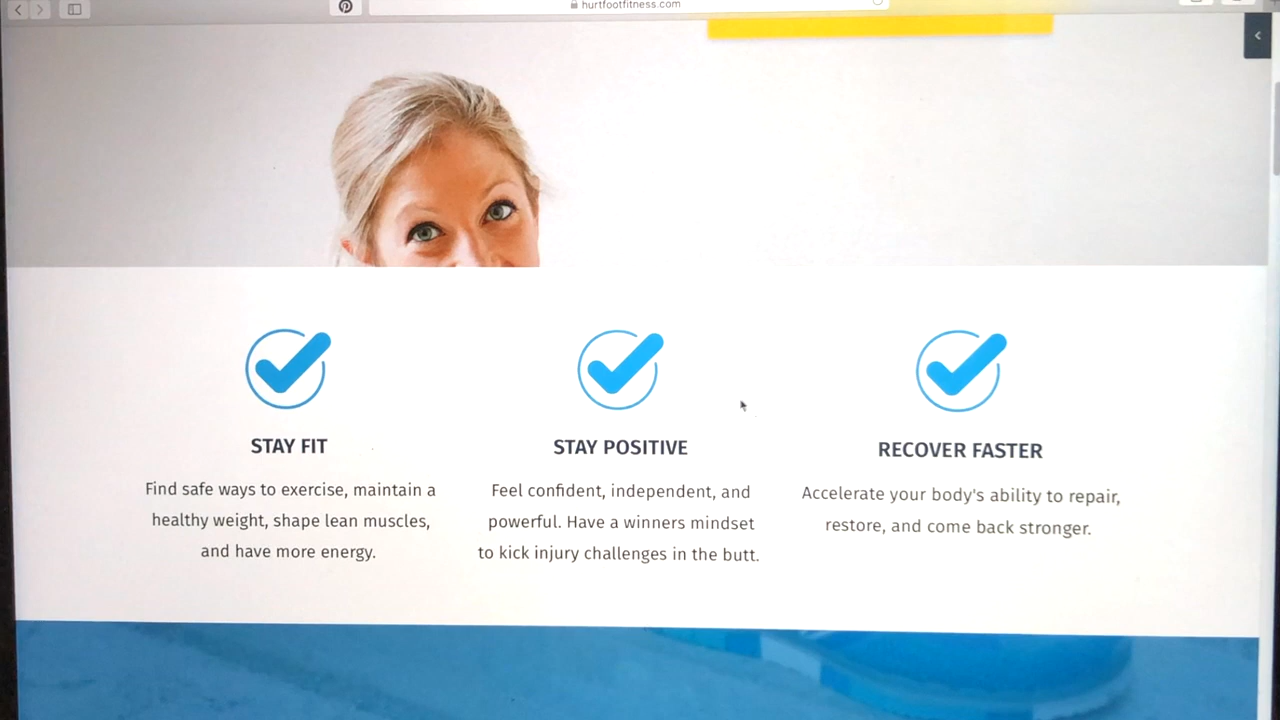 hurtfootfitness.com
STAY FIT
Find safe ways to exercise, maintain a
healthy weight, shape lean muscles,
and have more energy.
STAY POSITIVE
Feel confident, independent, and
powerful. Have a winners mindset
to kick injury challenges in the butt.
RECOVER FASTER
Accelerate your body's ability to repair,
restore, and come back stronger.